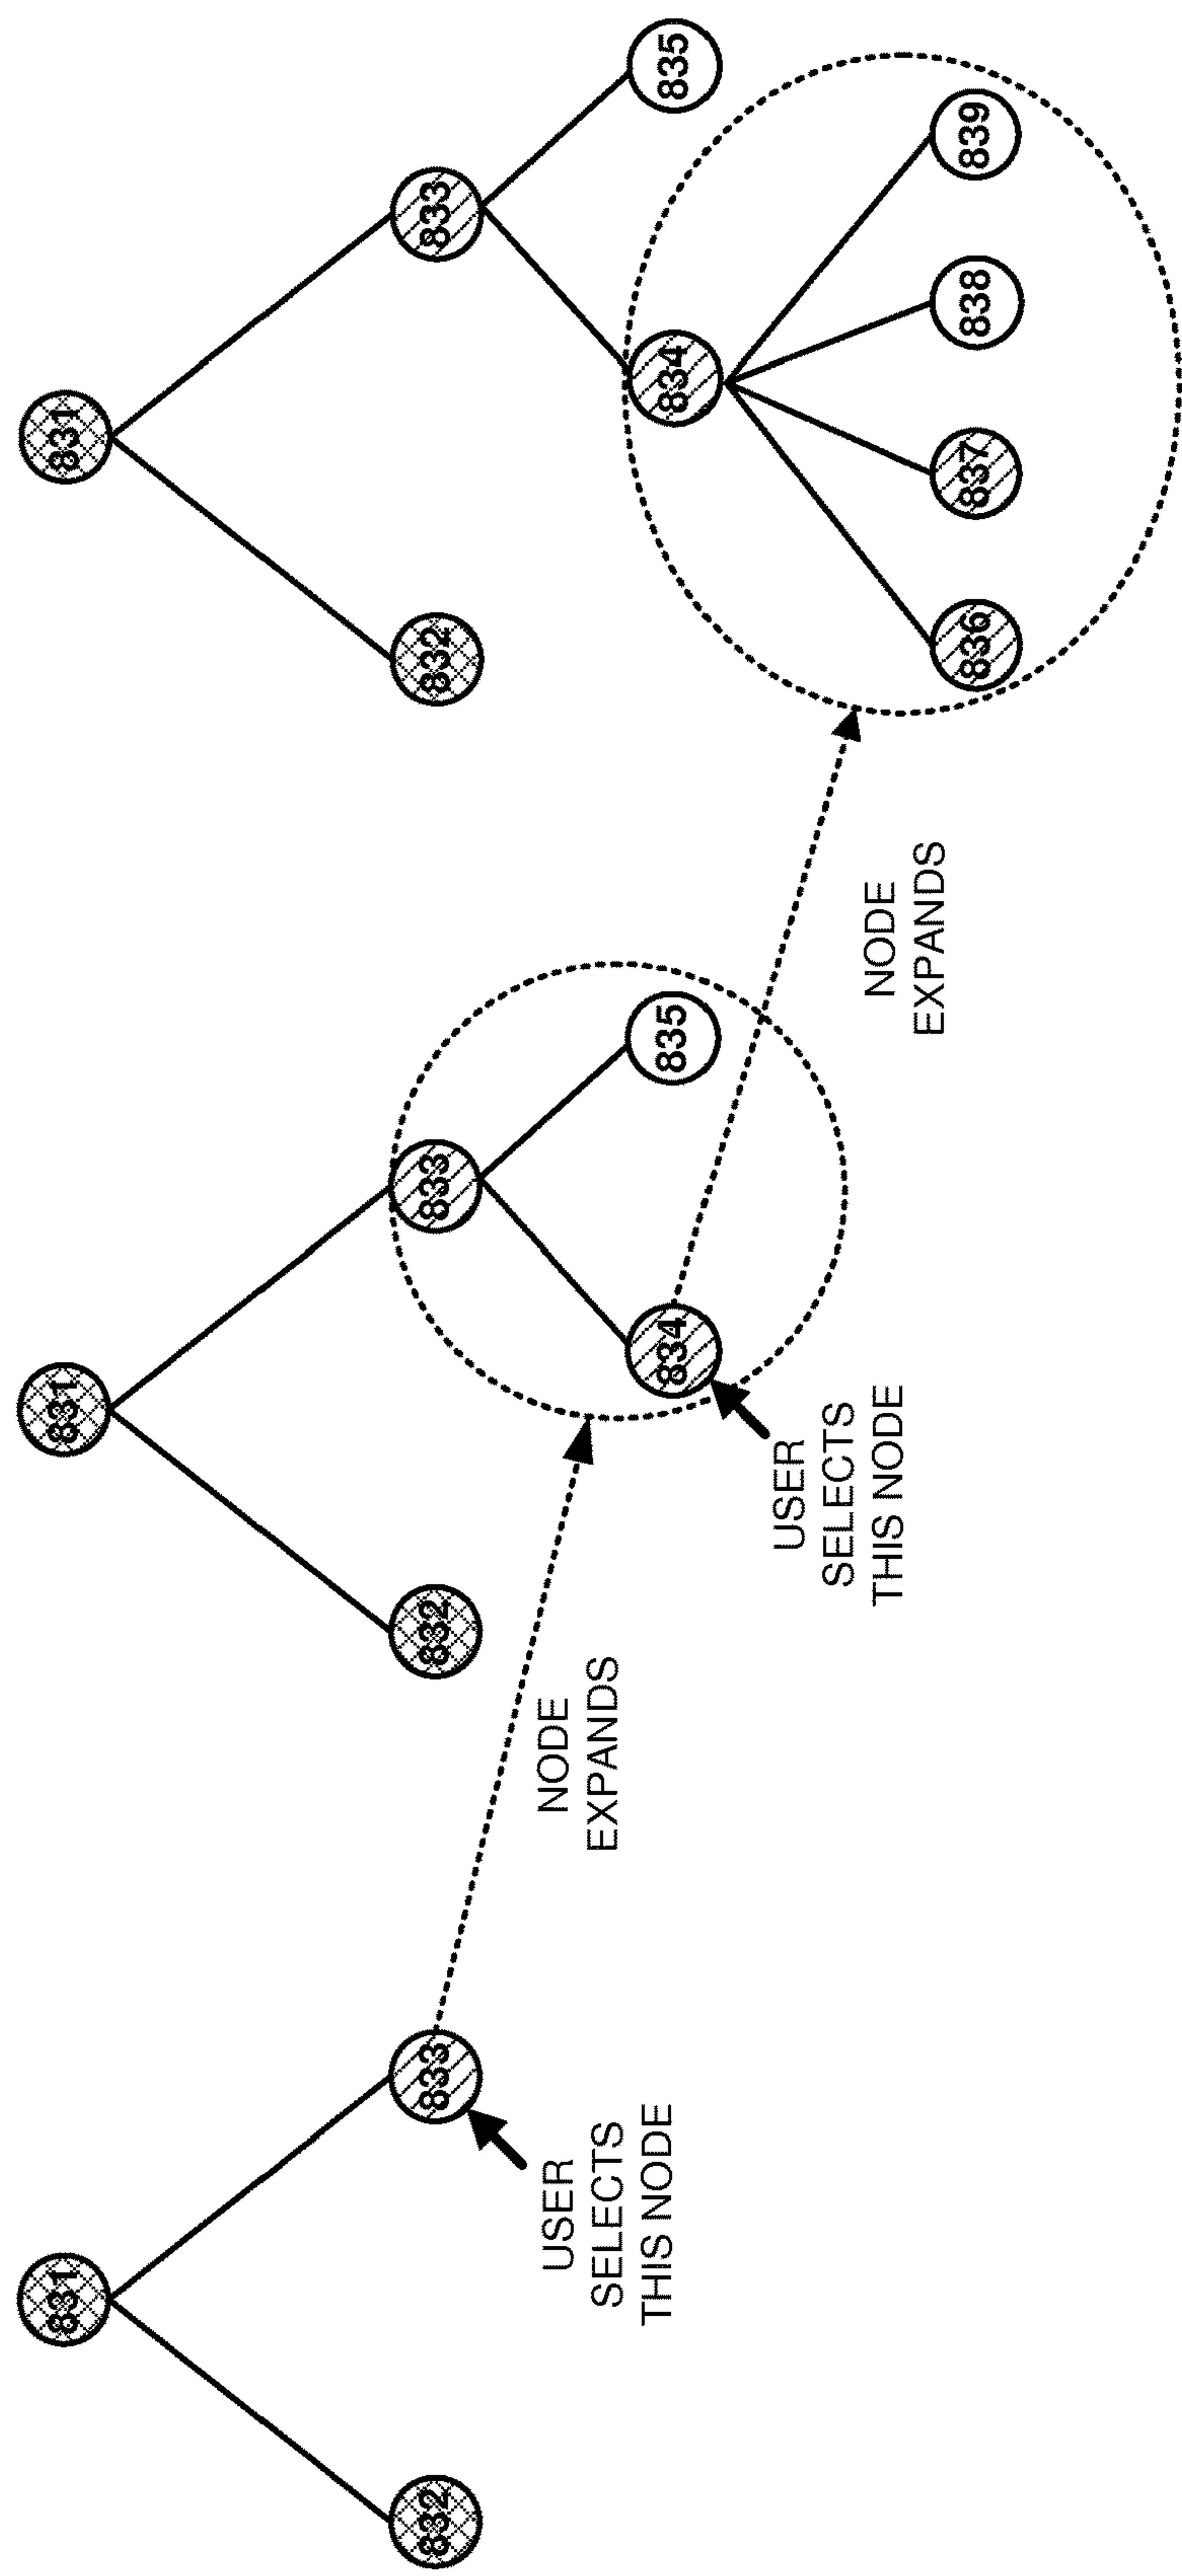 831
832
833
USER
SELECTS
THIS NODE
NODE
EXPANDS
831
832
833
834
835
USER
SELECTS
THIS NODE
NODE
EXPANDS
831
832
833
834
835
836
837
838
839